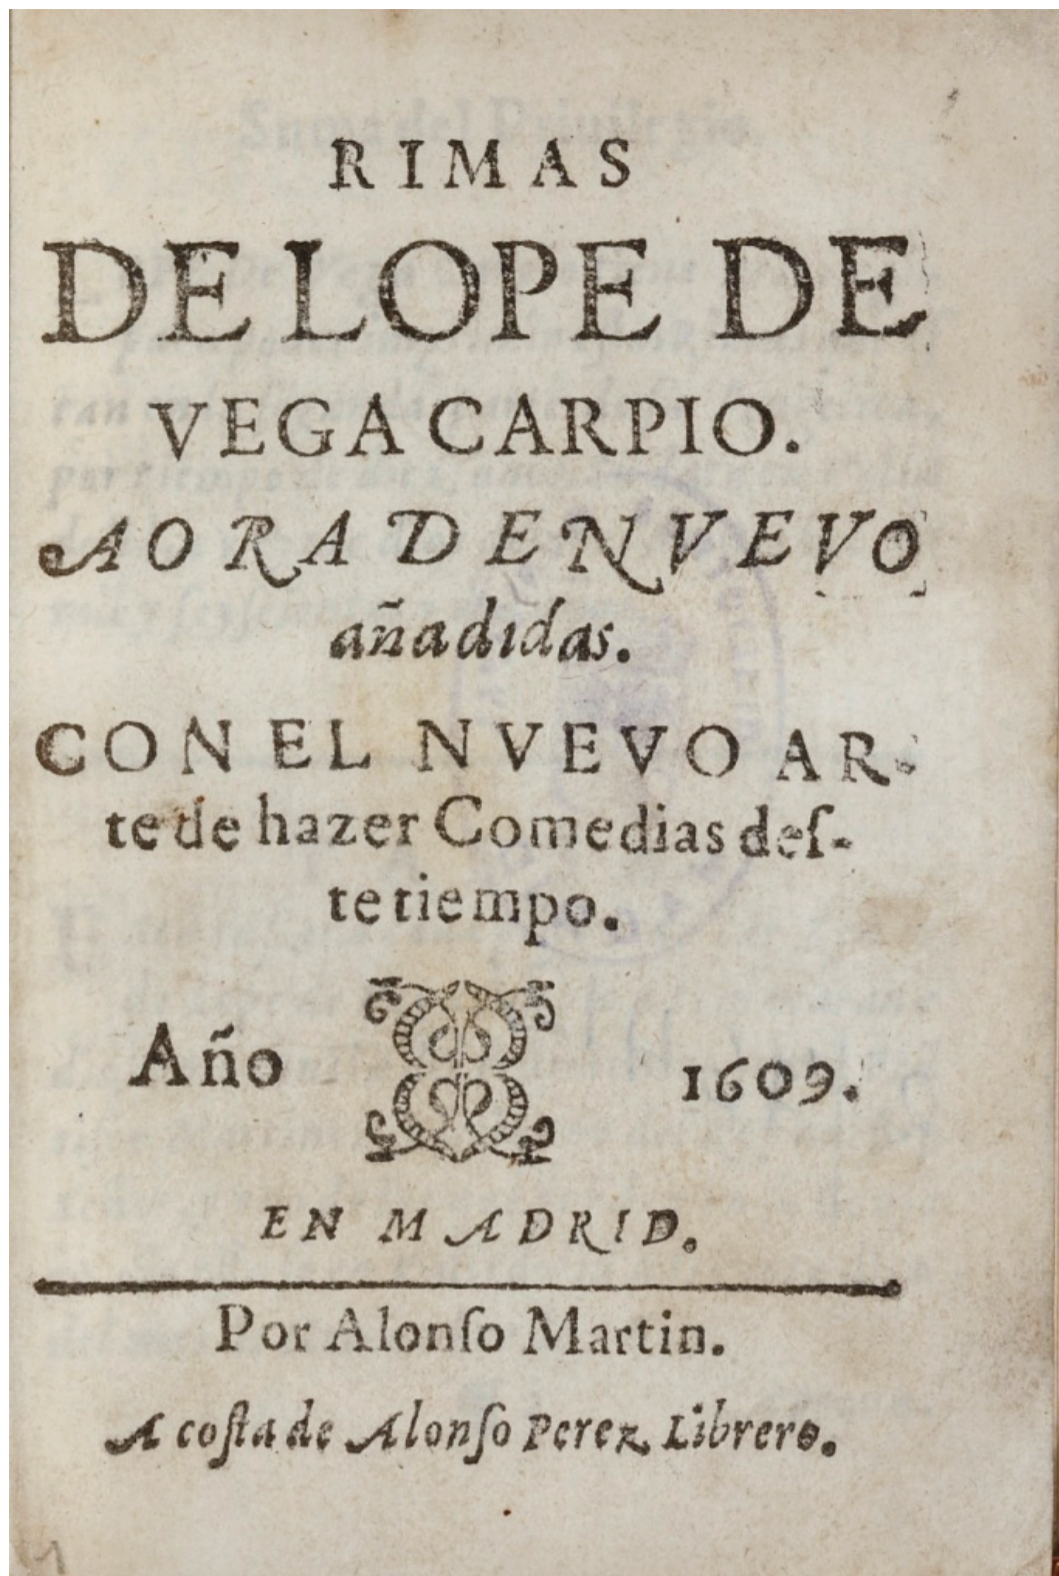 RIMAS
DE LOPE DE
VEGA CARPIO.
AORA DE NVEVO
añadidas.
CON EL NVEVO AR-
te de hazer Comedias deſ-
te tiempo.
Año 1609.
EN MADRID.
Por Alonſo Martin.
A coſta de Alonſo Perez Librero.